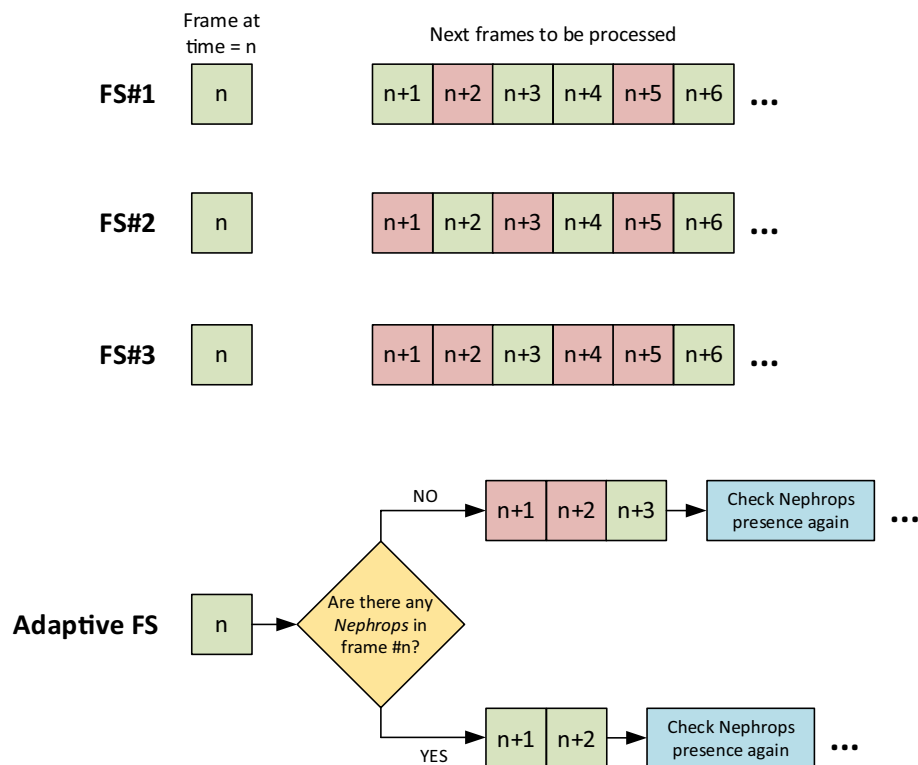 Frame at
time = n
Next frames to be processed
FS#1
n
n+1 n+2 n+3 n+4 n+5 n+6 ...
FS#2
n
n+1 n+2 n+3 n+4 n+5 n+6 ...
FS#3
n
n+1 n+2 n+3 n+4 n+5 n+6 ...
Adaptive FS
n
Are there any
Nephrops in
frame #n?
NO
n+1 n+2 n+3
Check Nephrops
presence again
...
YES
n+1 n+2
Check Nephrops
presence again
...